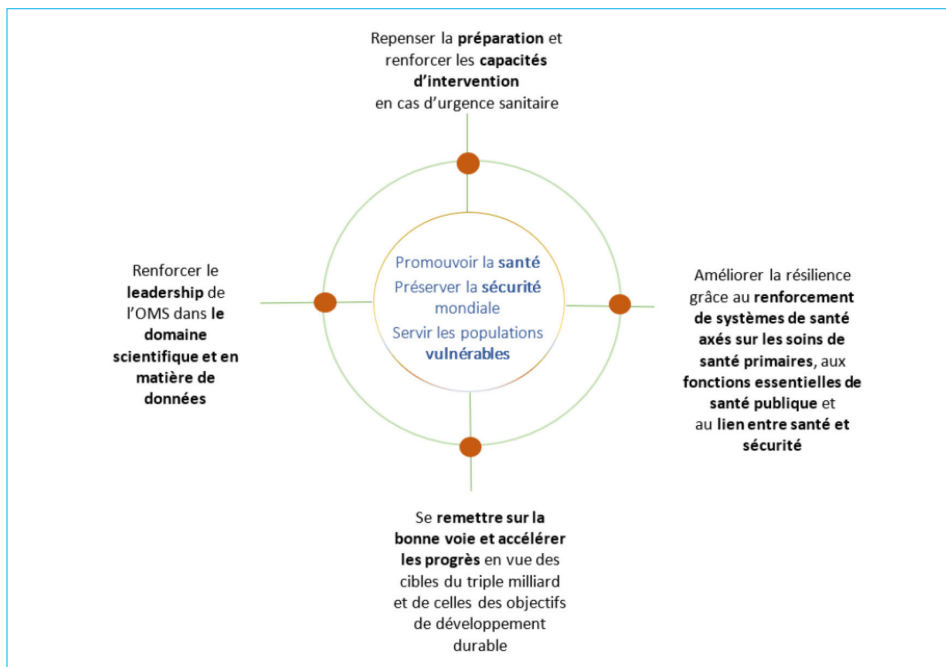 Repenser la préparation et
renforcer les capacités
d’intervention
en cas d’urgence sanitaire
Renforcer le
leadership de
l’OMS dans le
domaine
scientifique et en
matière de
données
Promouvoir la santé
Préserver la sécurité
mondiale
Servir les populations
vulnérables
Améliorer la résilience
grâce au renforcement
de systèmes de santé
axés sur les soins de
santé primaires, aux
fonctions essentielles de
santé publique et
au lien entre santé et
sécurité
Se remettre sur la
bonne voie et accélérer
les progrès en vue des
cibles du triple milliard
et de celles des objectifs
de développement
durable